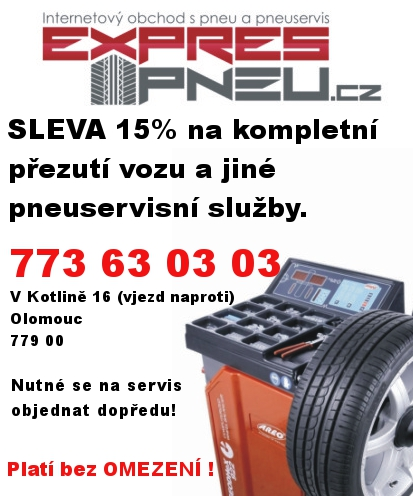 Internetový obchod s pneu a pneuservis
EXPRES
PNEU.CZ
SLEVA 15% na kompletní
přezutí vozu a jiné
pneuservisní služby.
773 63 03 03
V Kotlině 16 (vjezd naproti)
Olomouc
779 00
Nutné se na servis
objednat dopředu!
Platí bez OMEZENÍ !